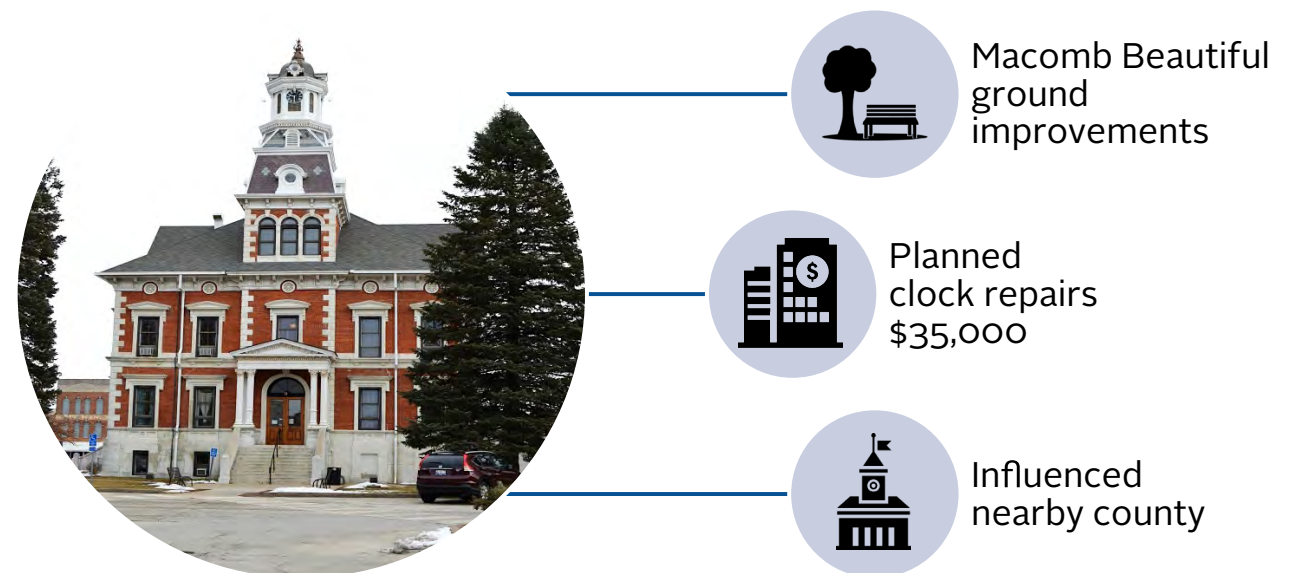 Macomb Beautiful
ground
improvements
$
Planned
clock repairs
$35,000
Influenced
nearby county